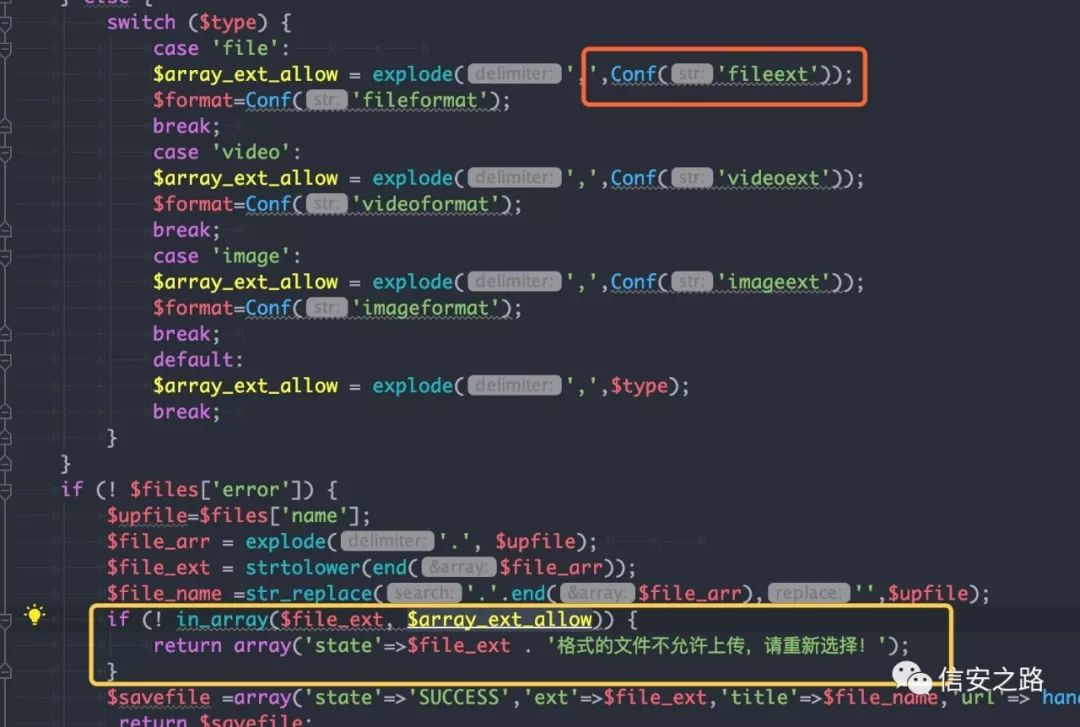 } else {
switch ($type) {
case 'file':
$array_ext_allow = explode( delimiter: ',',Conf( str: 'fileext'));
$format=Conf( str: 'fileformat');
break;
case 'video':
$array_ext_allow = explode( delimiter: ',',Conf( str: 'videoext'));
$format=Conf( str: 'videoformat');
break;
case 'image':
$array_ext_allow = explode( delimiter: ',',Conf( str: 'imageext'));
$format=Conf( str: 'imageformat');
break;
default:
$array_ext_allow = explode( delimiter: ',',$type);
break;
}
}
if (! $files['error']) {
$upfile=$files['name'];
$file_arr = explode( delimiter: '.', $upfile);
$file_ext = strtolower(end( &array: $file_arr));
$file_name =str_replace( search: '.'.end( &array: $file_arr), replace: '',$upfile);
if (! in_array($file_ext, $array_ext_allow)) {
return array('state'=>$file_ext . '格式的文件不允许上传，请重新选择！');
}
$savefile =array('state'=>'SUCCESS','ext'=>$file_ext,'title'=>$file_name,'url'=> hand
return $savefile;
信安之路